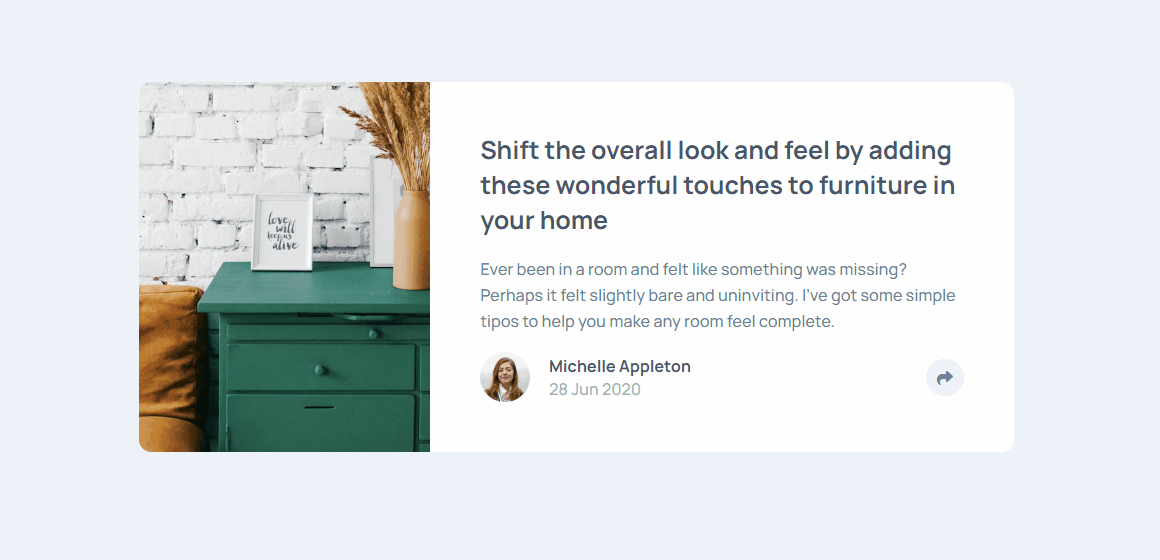 love
will
keep us
alive
Shift the overall look and feel by adding
these wonderful touches to furniture in
your home
Ever been in a room and felt like something was missing?
Perhaps it felt slightly bare and uninviting. I've got some simple
tipos to help you make any room feel complete.
Michelle Appleton
28 Jun 2020